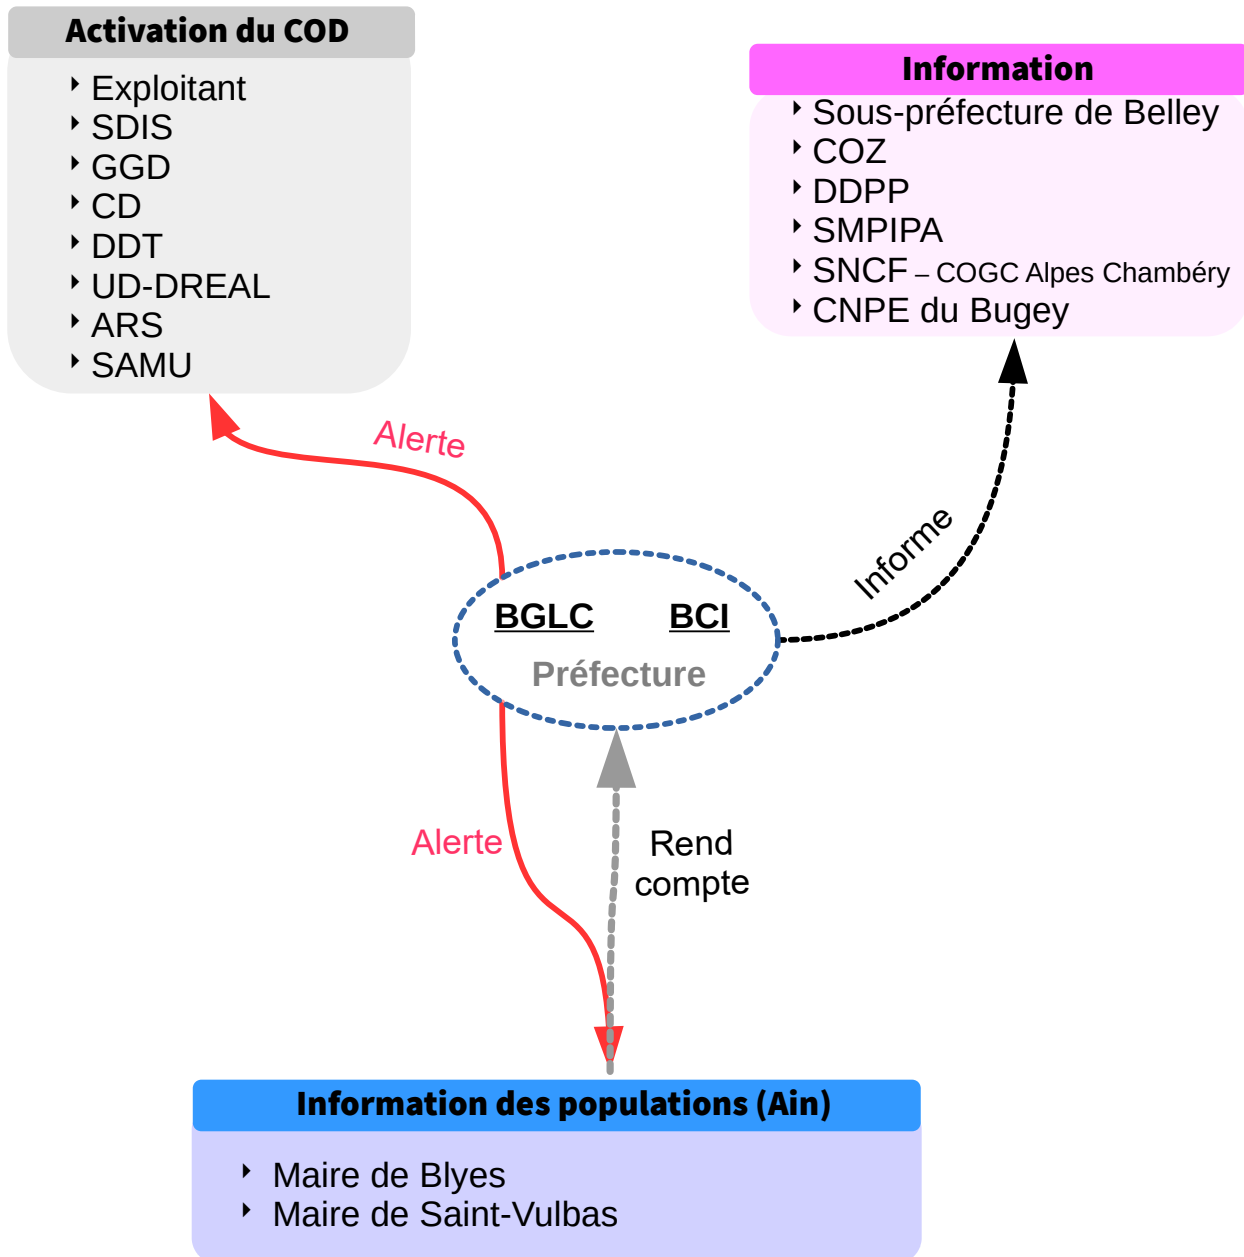 Activation du COD
‣ Exploitant
‣ SDIS
‣ GGD
‣ CD
‣ DDT
‣ UD-DREAL
‣ ARS
‣ SAMU
Information
‣ Sous-préfecture de Belley
‣ COZ
‣ DDPP
‣ SMPIPA
‣ SNCF – COGC Alpes Chambéry
‣ CNPE du Bugey
Alerte
Informe
BGLC BCI
Préfecture
Alerte
Rend
compte
Information des populations (Ain)
‣ Maire de Blyes
‣ Maire de Saint-Vulbas